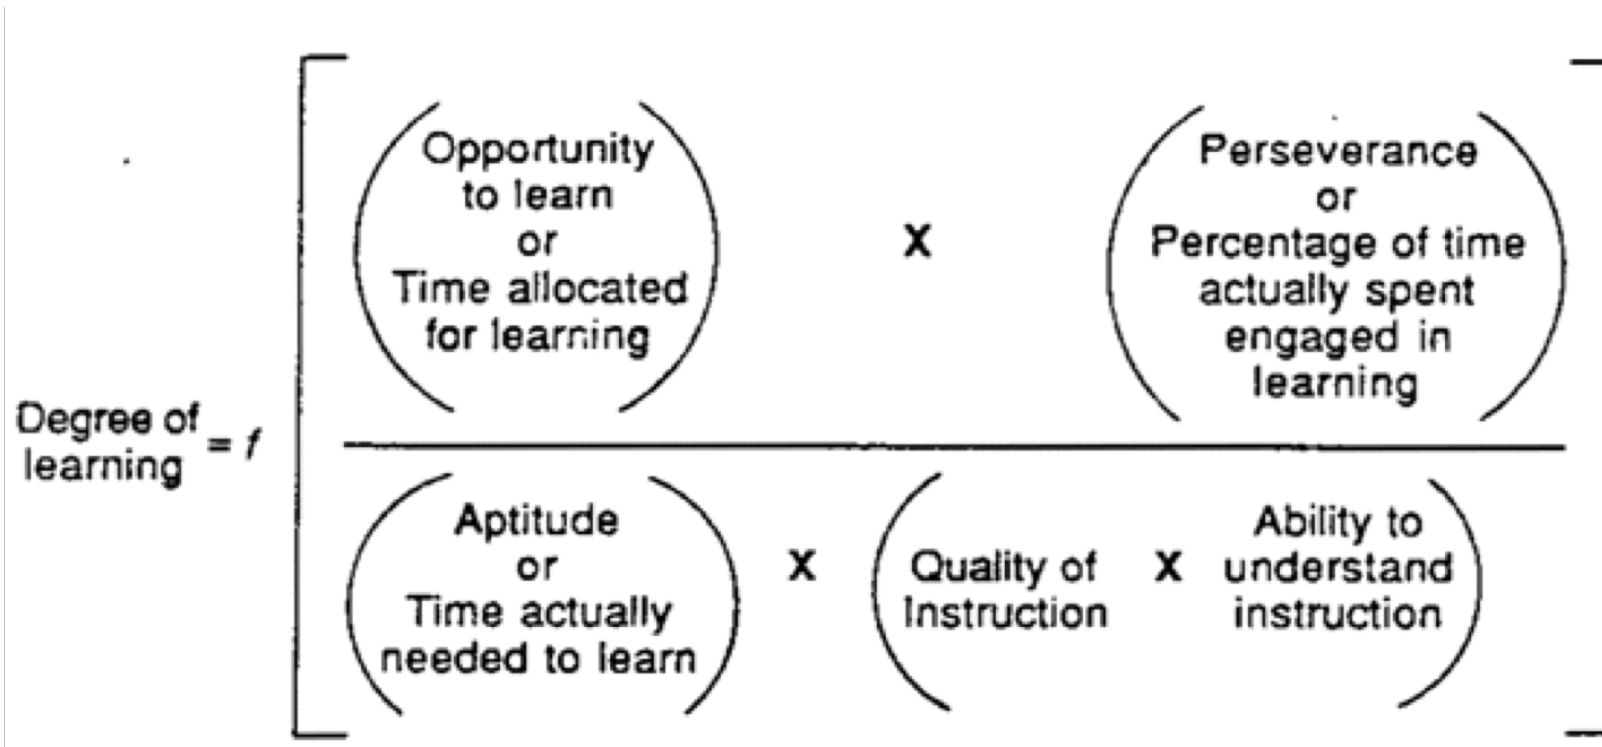 Opportunity
to learn
or
Time allocated
for learning
X
Perseverance
or
Percentage of time
actually spent
engaged in
learning
Degree of
learning
= f
Aptitude
or
Time actually
needed to learn
X
Quality of
Instruction
X
Ability to
understand
instruction